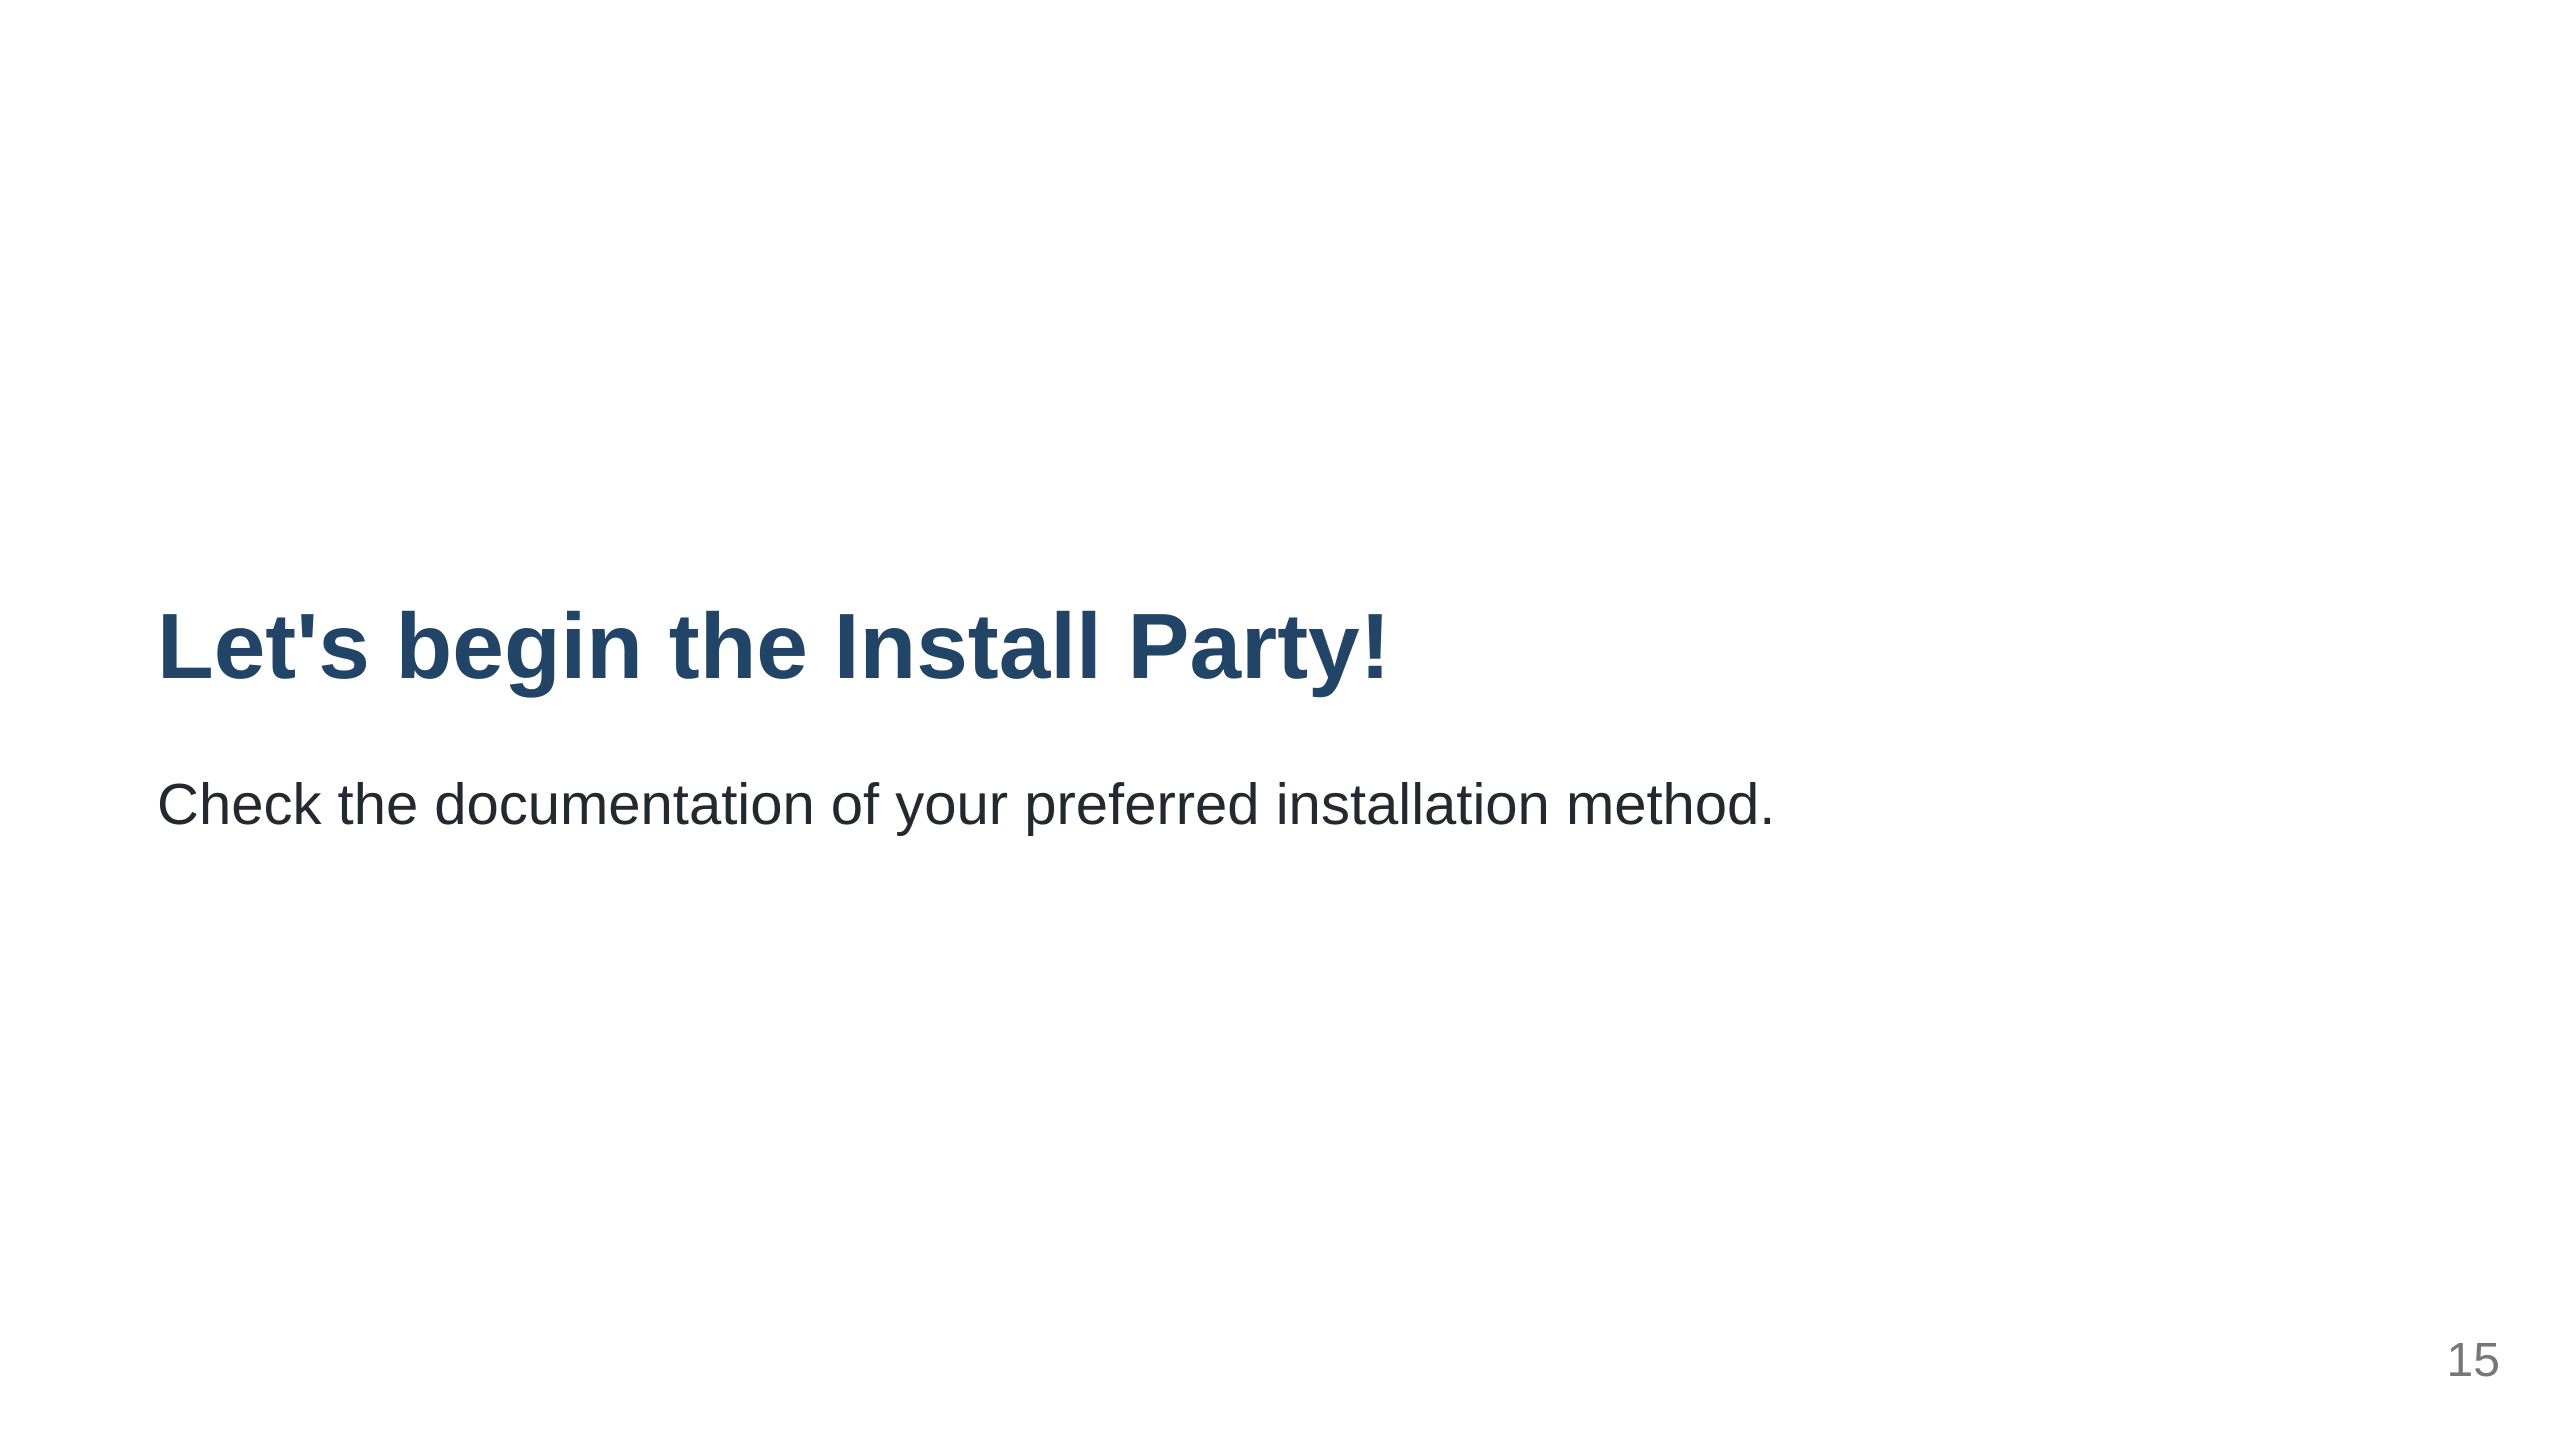 Let's begin the Install Party!
Check the documentation of your preferred installation method.
15